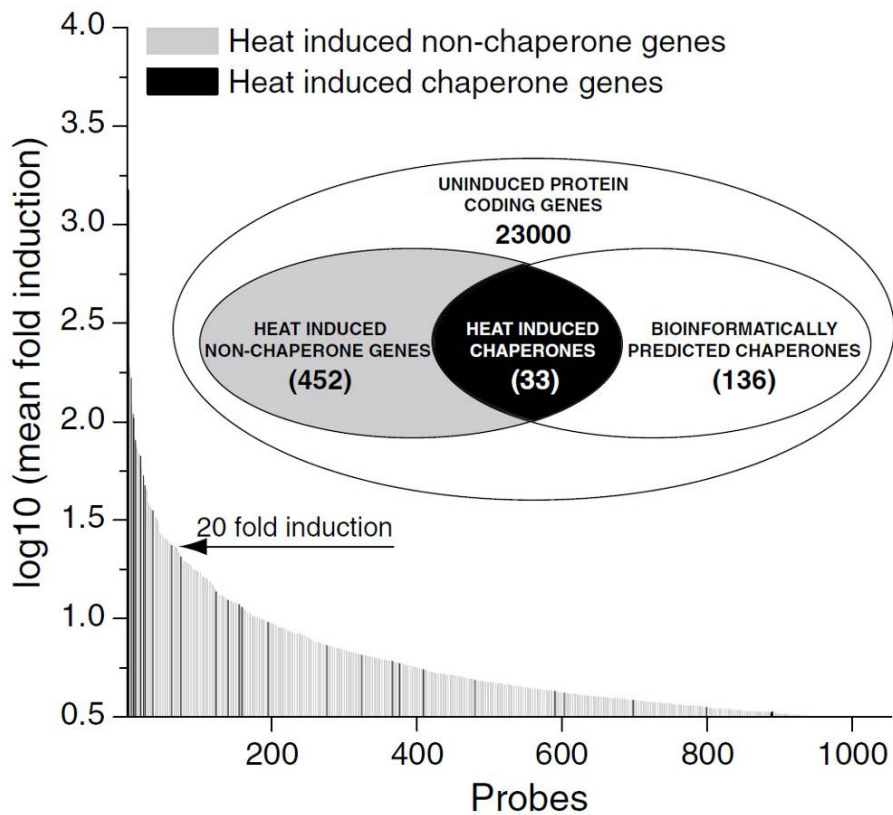 4.0
Heat induced non-chaperone genes
Heat induced chaperone genes
3.5
UNINDUCED PROTEIN
CODING GENES
23000
3.0
2.5
HEAT INDUCED
NON-CHAPERONE GENES
(452)
HEAT INDUCED
CHAPERONES
(33)
BIOINFORMATICALLY
PREDICTED CHAPERONES
(136)
2.0
1.5
20 fold induction
1.0
0.5
log10 (mean fold induction)
200 400 600 800 1000
Probes